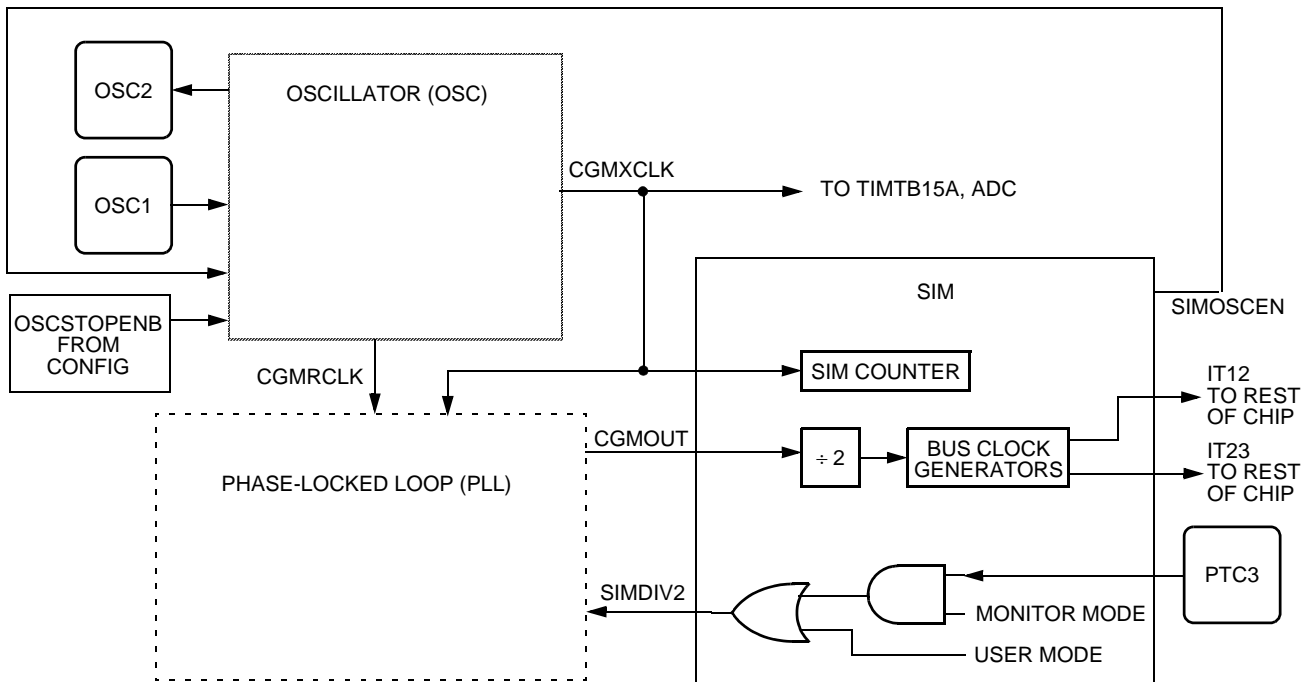 OSC2
OSCILLATOR (OSC)
CGMXCLK
TO TIMTB15A, ADC
OSC1
SIM
SIMOSCEN
OSCSTOPENB
FROM
CONFIG
CGMRCLK
SIM COUNTER
IT12
TO REST
OF CHIP
CGMOUT
÷ 2
BUS CLOCK
GENERATORS
IT23
TO REST
OF CHIP
PHASE-LOCKED LOOP (PLL)
SIMDIV2
PTC3
MONITOR MODE
USER MODE